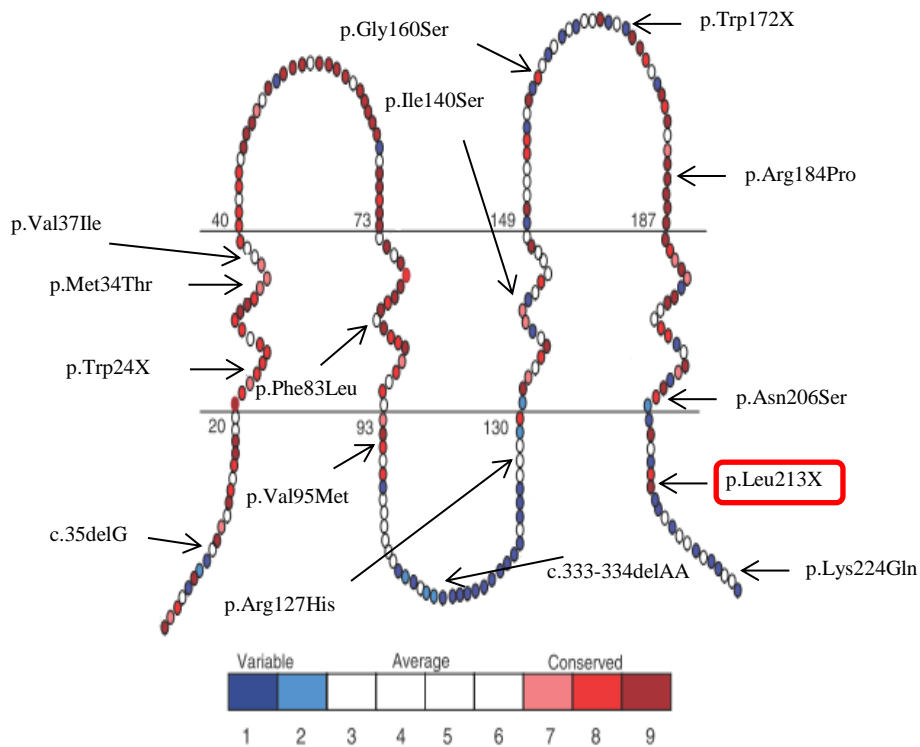 p.Trp172X
p.Gly160Ser
p.Ile140Ser
p.Arg184Pro
40
73
149
187
p.Val37Ile
p.Met34Thr
p.Trp24X
p.Phe83Leu
p.Asn206Ser
20
93
130
p.Val95Met
p.Leu213X
c.35delG
c.333-334delAA
p.Lys224Gln
p.Arg127His
Variable Average Conserved
1 2 3 4 5 6 7 8 9